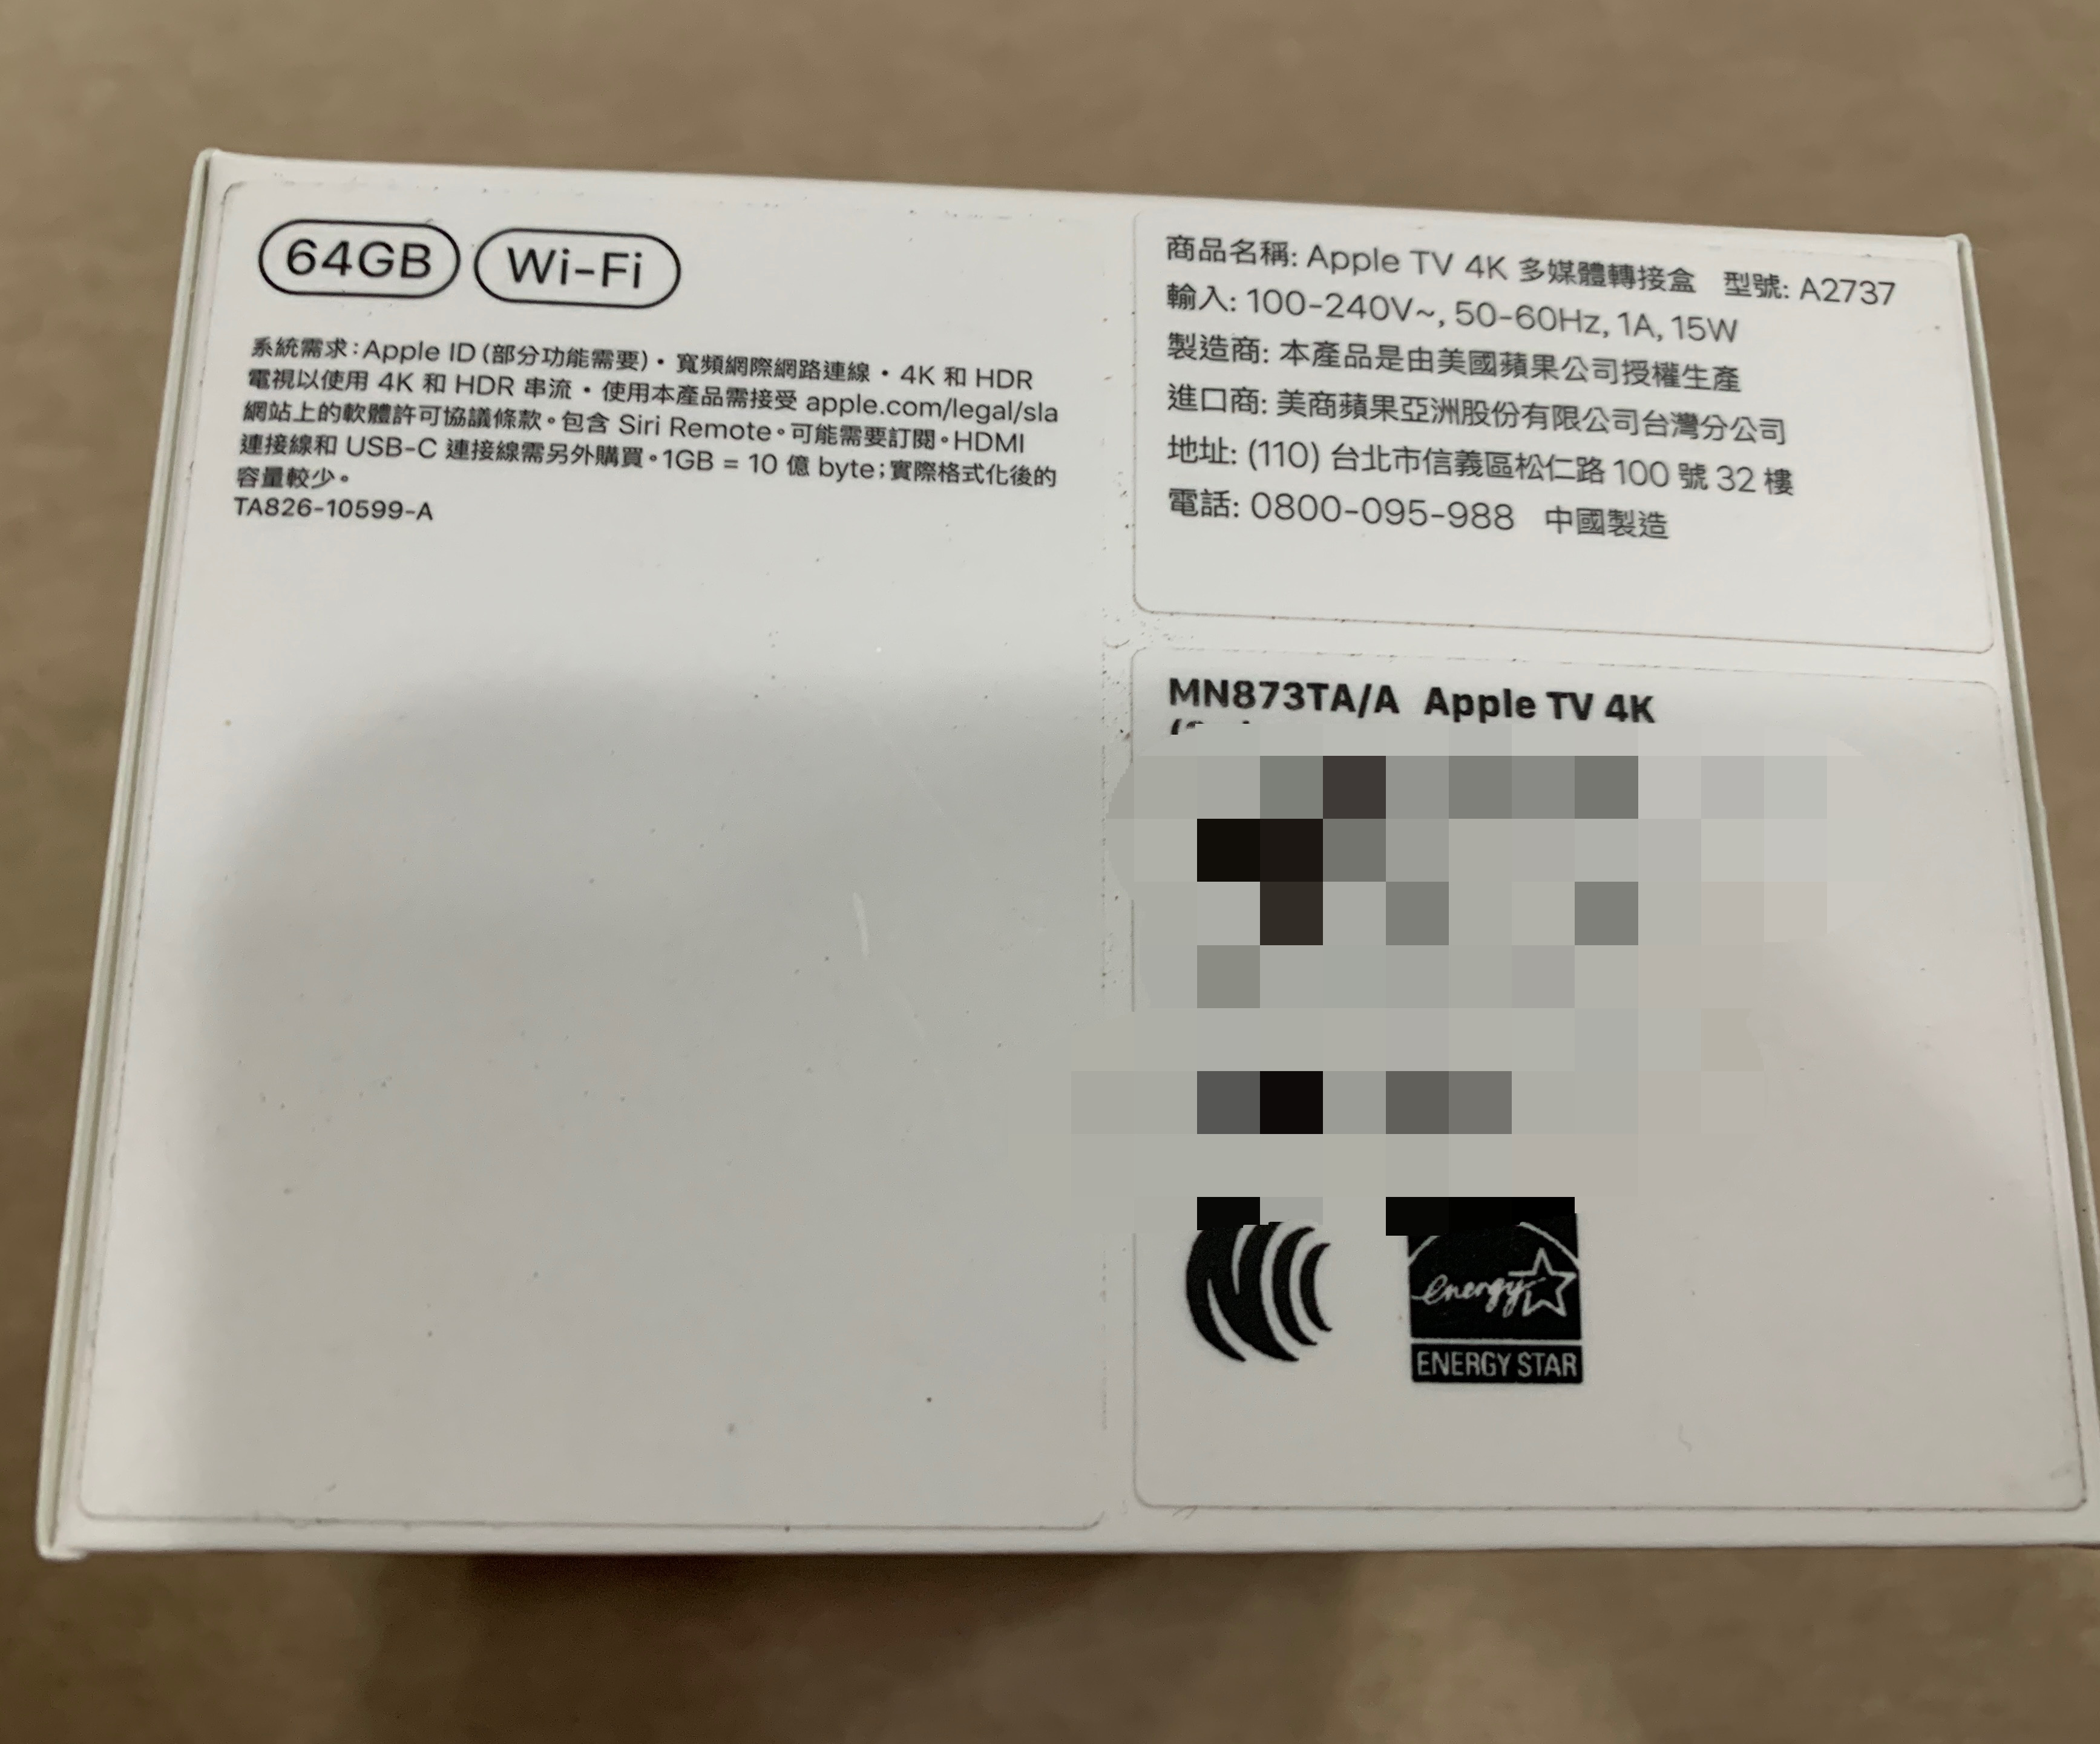 64GB Wi-Fi
系統需求：Apple ID（部分功能需要）• 寬頻網際網路連線 • 4K 和 HDR
電視以使用 4K 和 HDR 串流 • 使用本產品需接受 apple.com/legal/sla
網站上的軟體許可協議條款。包含 Siri Remote。可能需要訂閱。HDMI
連接線和 USB-C 連接線需另外購買。1GB = 10 億 byte；實際格式化後的
容量較少。
TA826-10599-A
商品名稱: Apple TV 4K 多媒體轉接盒 型號: A2737
輸入: 100-240V~, 50-60Hz, 1A, 15W
製造商: 本產品是由美國蘋果公司授權生產
進口商: 美商蘋果亞洲股份有限公司台灣分公司
地址: (110) 台北市信義區松仁路 100 號 32 樓
電話: 0800-095-988 中國製造
MN873TA/A Apple TV 4K
energy
ENERGY STAR